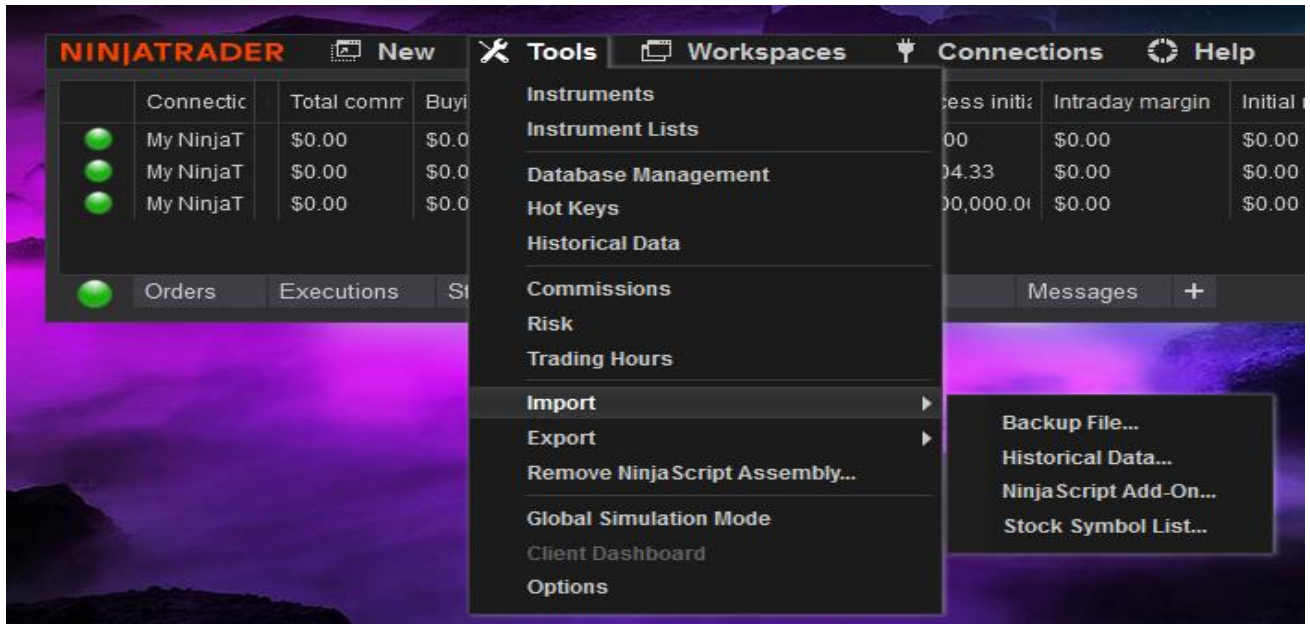 NINJATRADER New Tools Workspaces Connections Help
Connectic Total comm Buyi cess initia Intraday margin Initial
My NinjaT $0.00 $0.0 00 $0.00 $0.00
My NinjaT $0.00 $0.0 04.33 $0.00 $0.00
My NinjaT $0.00 $0.0 00,000.0 $0.00 $0.00
Orders Executions St Messages +
Instruments
Instrument Lists
Database Management
Hot Keys
Historical Data
Commissions
Risk
Trading Hours
Import
Export
Remove NinjaScript Assembly...
Global Simulation Mode
Client Dashboard
Options
Backup File...
Historical Data...
NinjaScript Add-On...
Stock Symbol List...